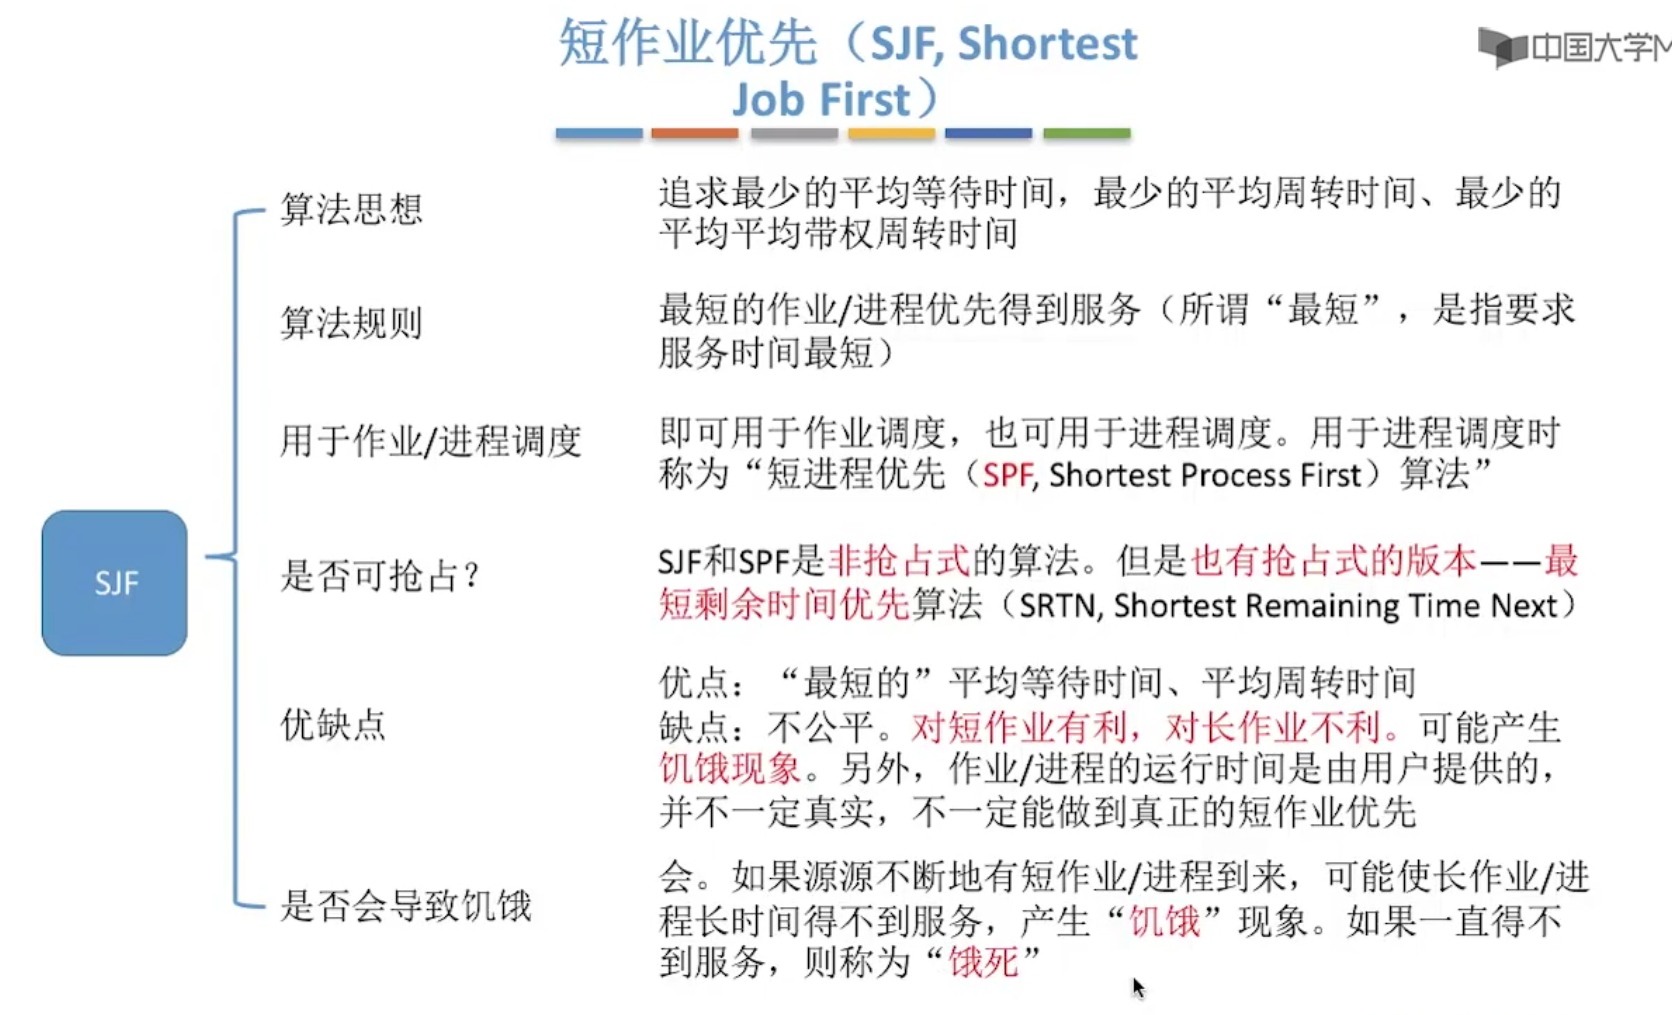 短作业优先（SJF, Shortest
Job First）
中国大学M
算法思想
追求最少的平均等待时间，最少的平均周转时间、最少的
平均平均带权周转时间
算法规则
最短的作业/进程优先得到服务（所谓“最短”，是指要求
服务时间最短）
用于作业/进程调度
即可用于作业调度，也可用于进程调度。用于进程调度时
称为“短进程优先（SPF, Shortest Process First）算法”
SJF
是否可抢占？
SJF和SPF是非抢占式的算法。但是也有抢占式的版本——最
短剩余时间优先算法（SRTN, Shortest Remaining Time Next）
优缺点
优点：“最短的”平均等待时间、平均周转时间
缺点：不公平。对短作业有利，对长作业不利。可能产生
饥饿现象。另外，作业/进程的运行时间是由用户提供的，
并不一定真实，不一定能做到真正的短作业优先
是否会导致饥饿
会。如果源源不断地有短作业/进程到来，可能使长作业/进
程长时间得不到服务，产生“饥饿”现象。如果一直得不
到服务，则称为“饿死”